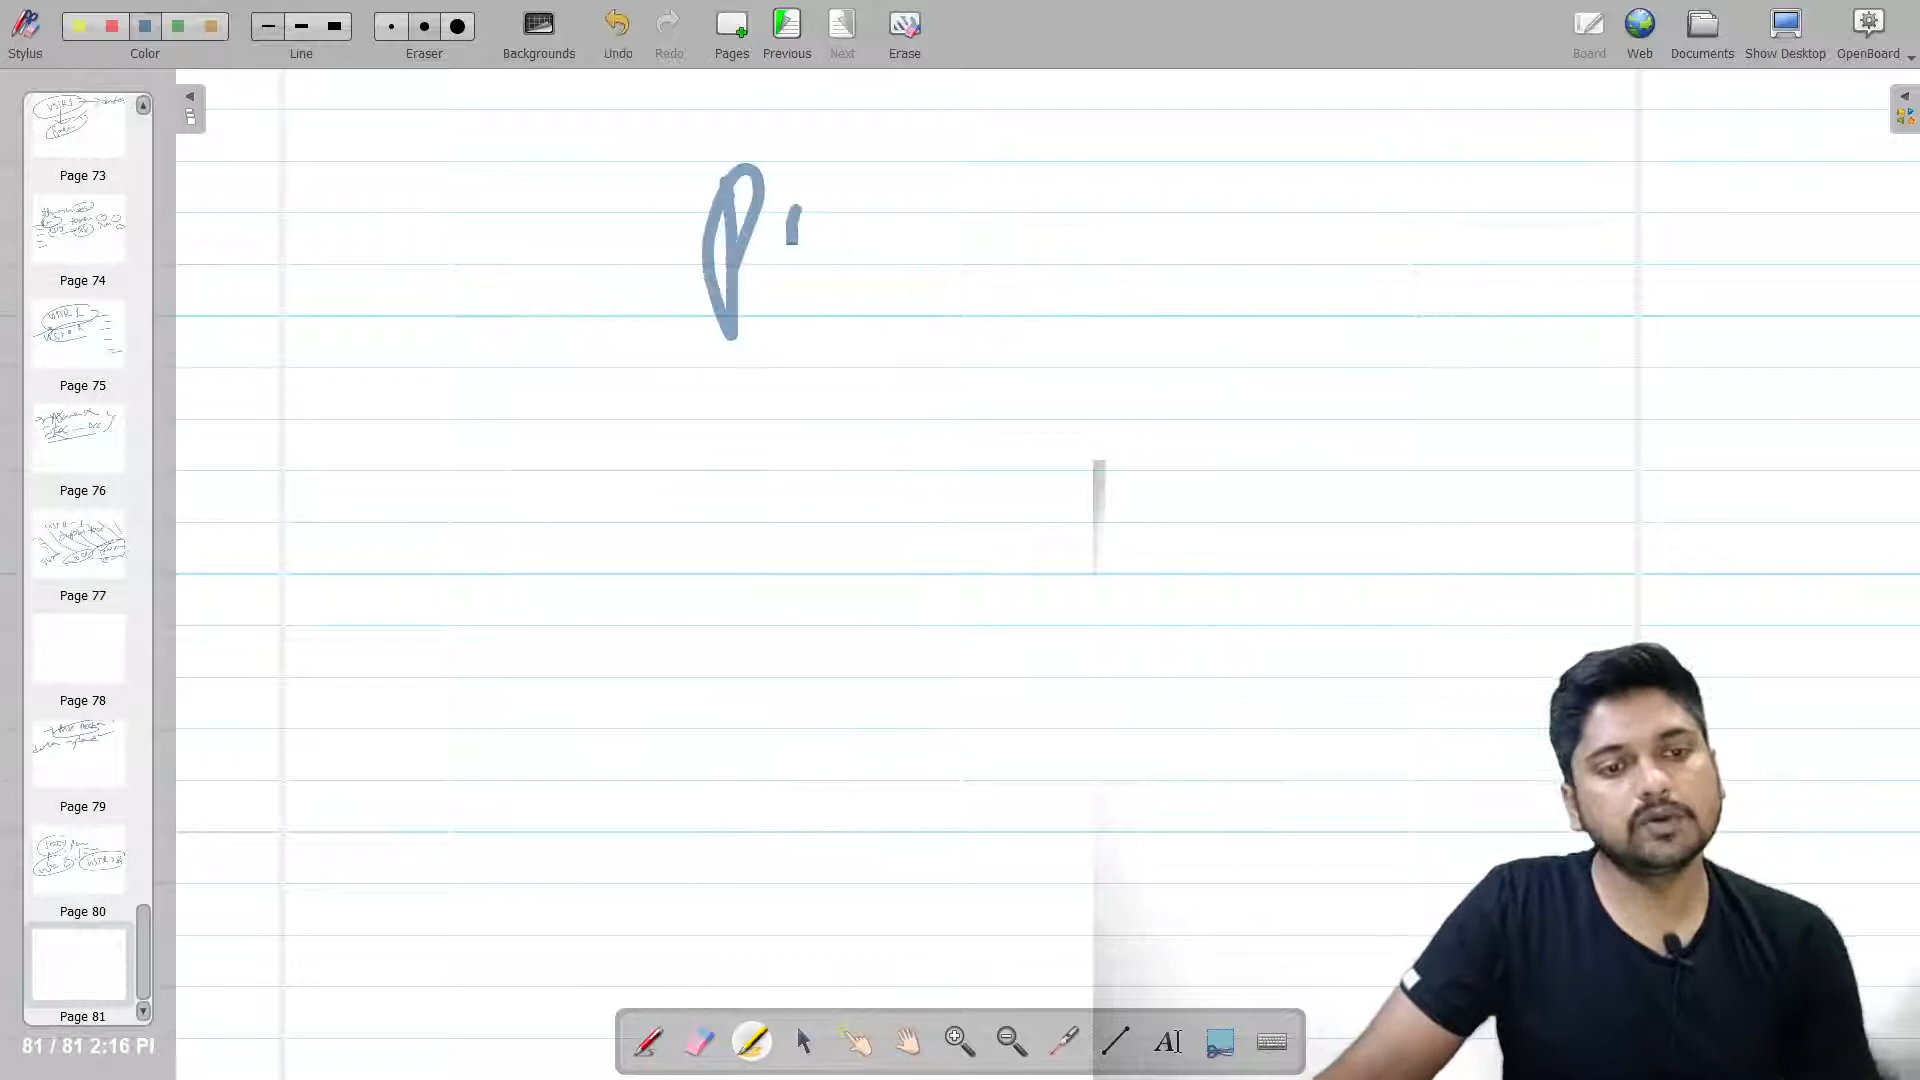 Stylus
Color
Line
Eraser
Backgrounds
Undo
Redo
Pages
Previous
Next
Erase
Board
Web
Documents
Show Desktop
OpenBoard
Page 73
Page 74
Page 75
Page 76
Page 77
Page 78
Page 79
Page 80
Page 81
81 / 81 2:16 PI
P